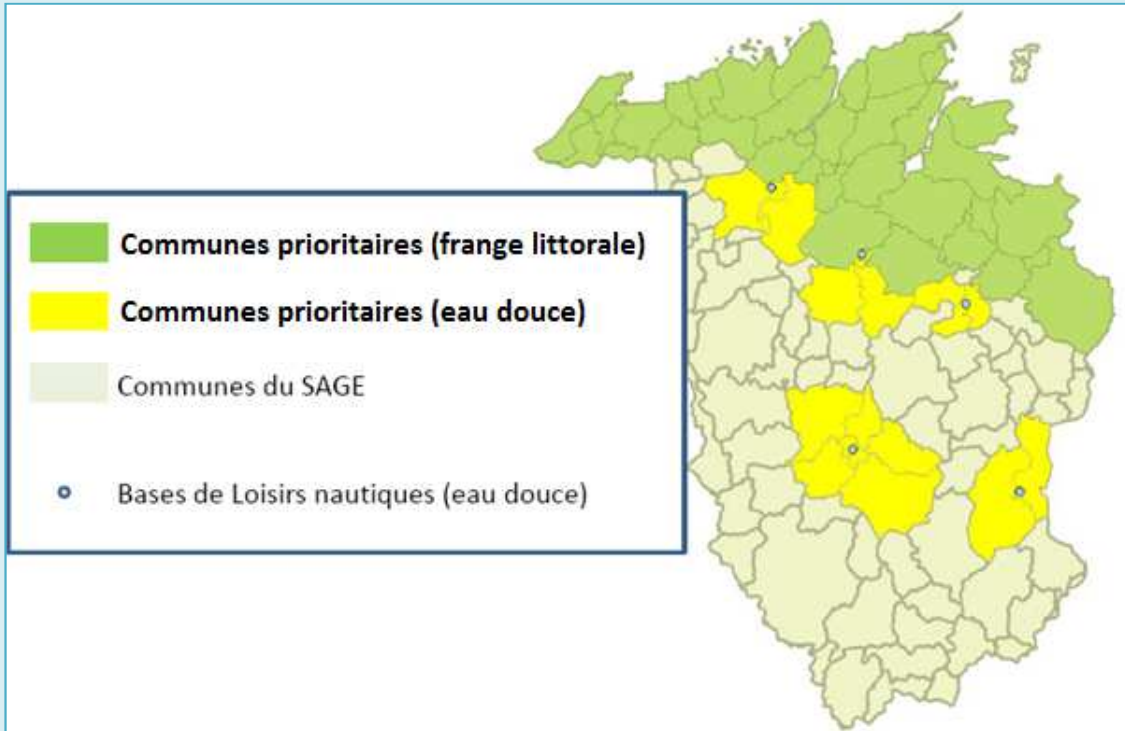 Communes prioritaires (frange littorale)
Communes prioritaires (eau douce)
Communes du SAGE
Bases de Loisirs nautiques (eau douce)